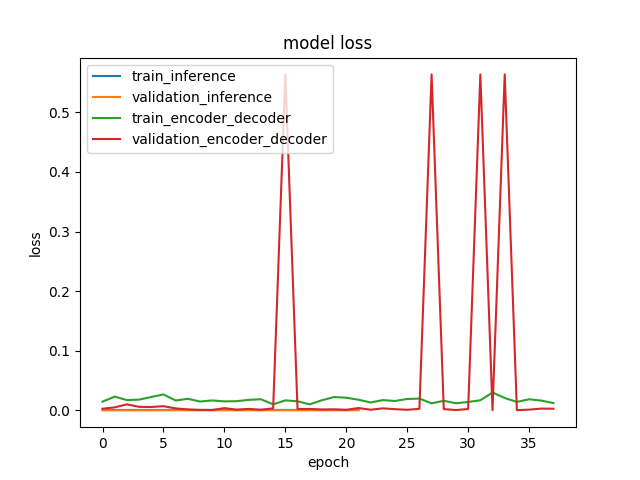 model loss
train_inference
validation_inference
train_encoder_decoder
validation_encoder_decoder
loss
0.5
0.4
0.3
0.2
0.1
0.0
0 5 10 15 20 25 30 35
epoch